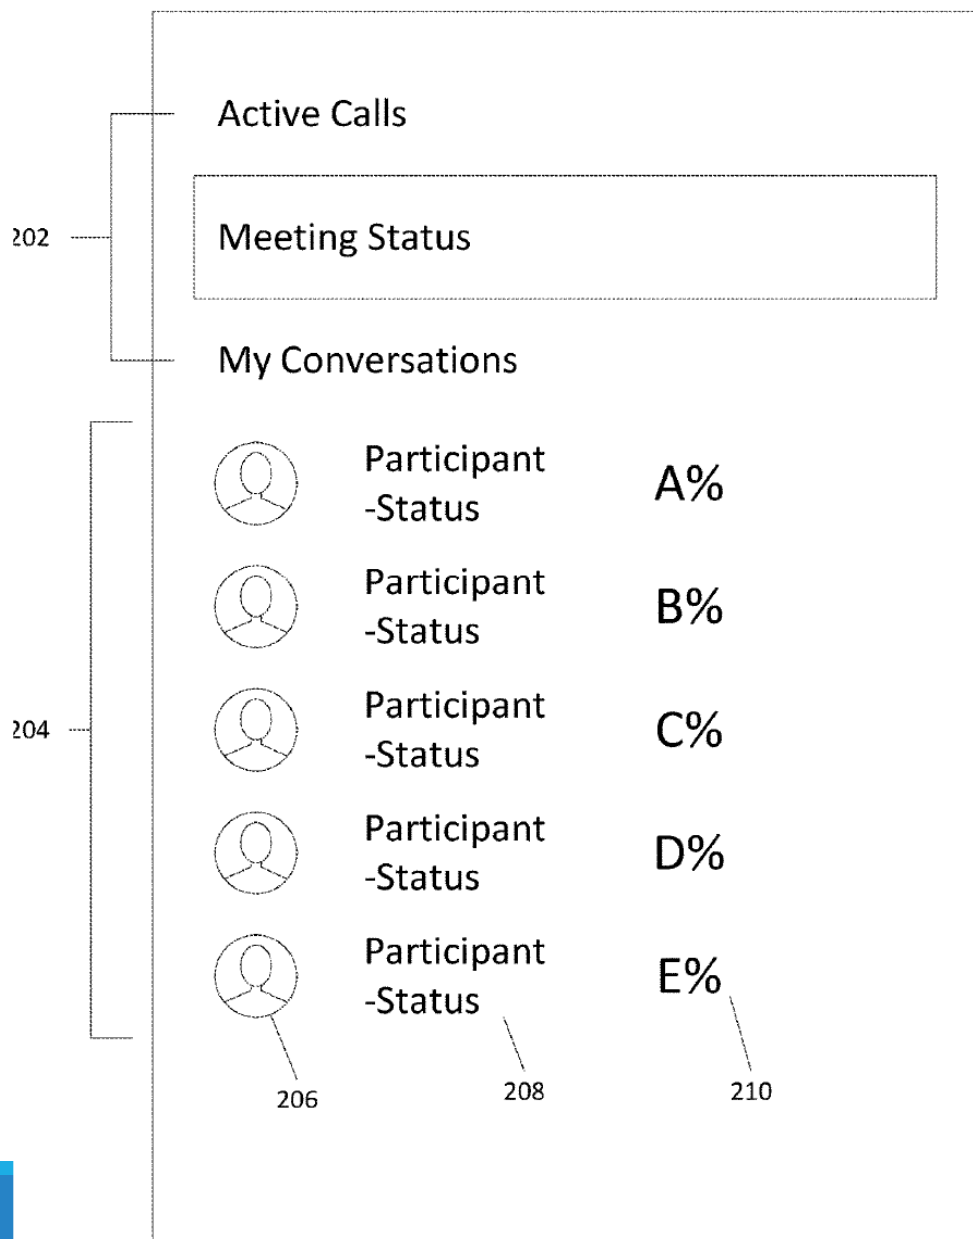 Active Calls
202
Meeting Status
My Conversations
Participant
-Status
A%
Participant
-Status
B%
204
Participant
-Status
C%
Participant
-Status
D%
Participant
-Status
E%
206
208
210